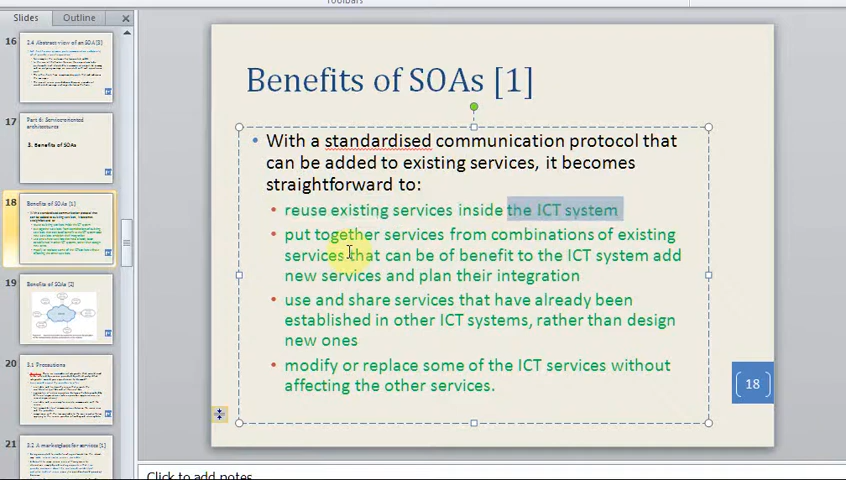 Toolbars
Slides
Outline
16
2.4 Abstract view of an SOA [3]
17
Part 6: Service-oriented
architectures
3. Benefits of SOAs
18
Benefits of SOAs [1]
19
Benefits of SOAs [2]
20
3.1 Precautions
21
3.2 A marketplace for services [1]
Benefits of SOAs [1]
With a standardised communication protocol that
can be added to existing services, it becomes
straightforward to:
reuse existing services inside the ICT system
put together services from combinations of existing
services that can be of benefit to the ICT system add
new services and plan their integration
use and share services that have already been
established in other ICT systems, rather than design
new ones
modify or replace some of the ICT services without
affecting the other services.
18
Click to add notes